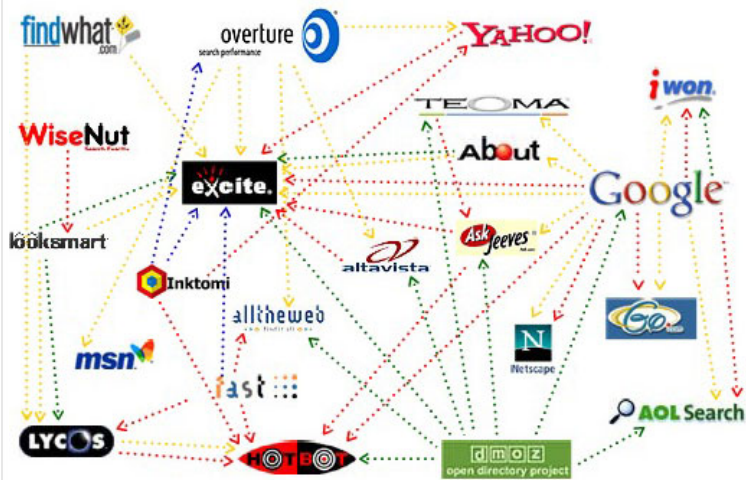 findwhat
.com
overture
search performance
YAHOO!
TEOMA
iwon.
WiseNut
About
excite.
Google
looksmart
Ask
Jeeves
altavista
Inktomi
alltheweb
Go
msn
N
Netscape
fast
AOL Search
LYCOS
HOTBOT
dmoz
open directory project